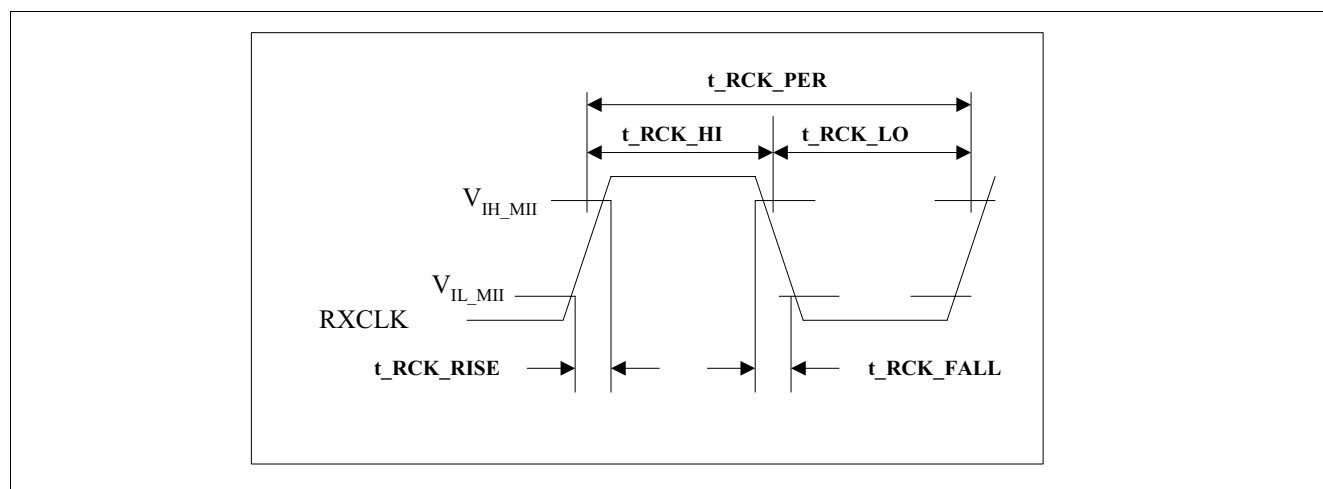 t_RCK_PER
t_RCK_HI t_RCK_LO
V_IH_MII
V_IL_MII
RXCLK
t_RCK_RISE t_RCK_FALL